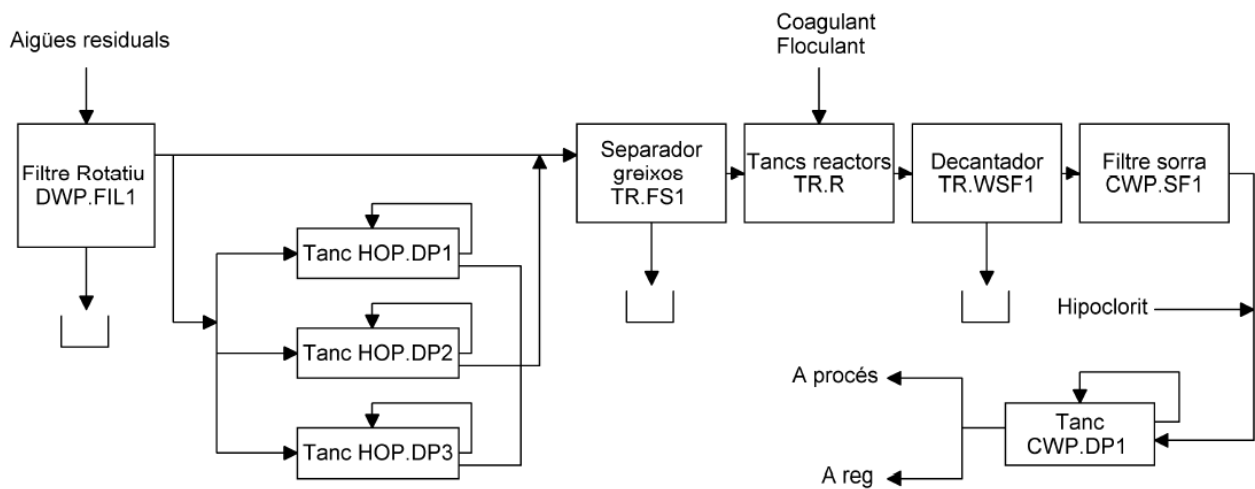 Coagulant
Floculant
Aigües residuals
Filtre Rotatiu
DWP.FIL1
Separador
greixos
TR.FS1
Tancs reactors
TR.R
Decantador
TR.WSF1
Filtre sorra
CWP.SF1
Tanc HOP.DP1
Tanc HOP.DP2
Tanc HOP.DP3
Hipoclorit
A procés
Tanc
CWP.DP1
A reg